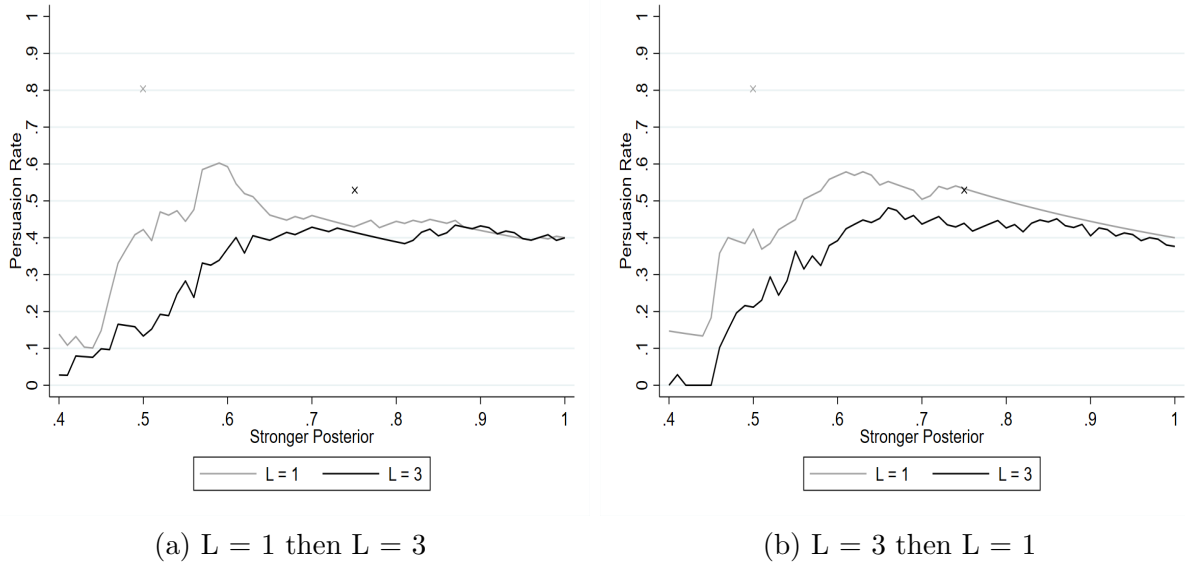 1
.9
.8
.7
.6
.5
.4
.3
.2
.1
0
Persuasion Rate
x
x
.4
.5
.6
.7
.8
.9
1
Stronger Posterior
L = 1
L = 3
(a) L = 1 then L = 3
1
.9
.8
.7
.6
.5
.4
.3
.2
.1
0
Persuasion Rate
x
x
.4
.5
.6
.7
.8
.9
1
Stronger Posterior
L = 1
L = 3
(b) L = 3 then L = 1